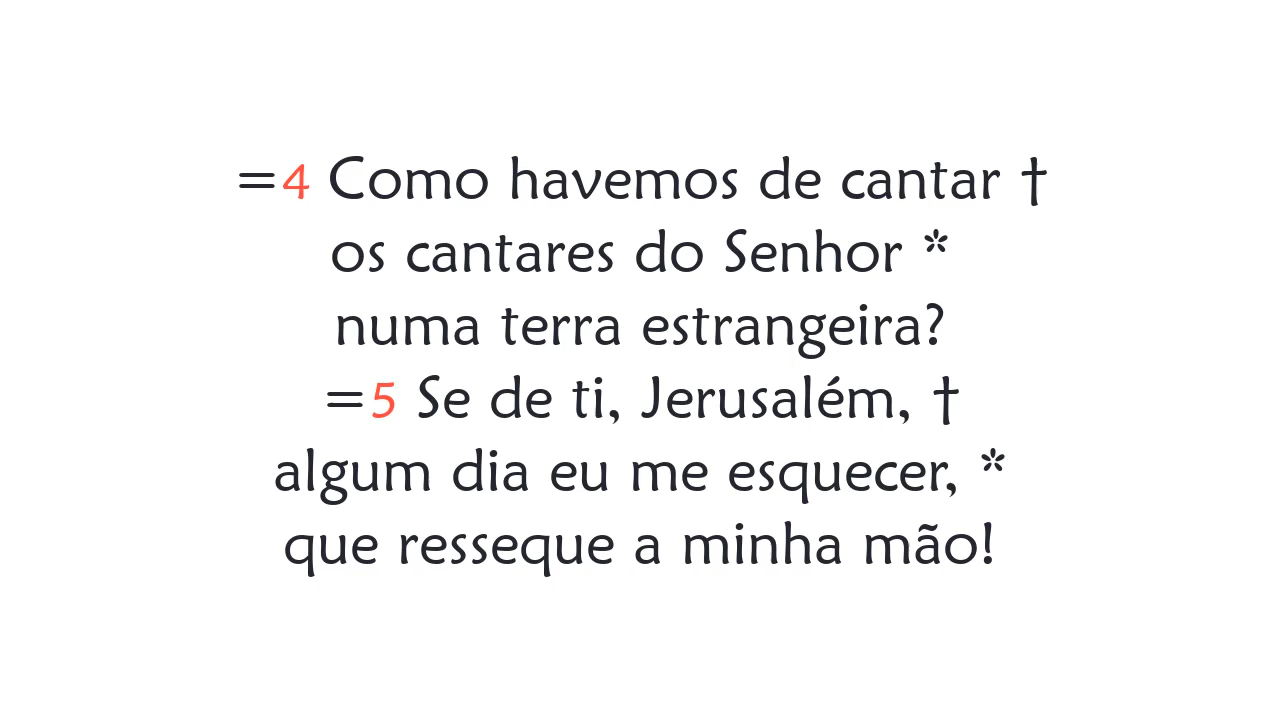 =4 Como havemos de cantar †
os cantares do Senhor *
numa terra estrangeira?
=5 Se de ti, Jerusalém, †
algum dia eu me esquecer, *
que resseque a minha mão!